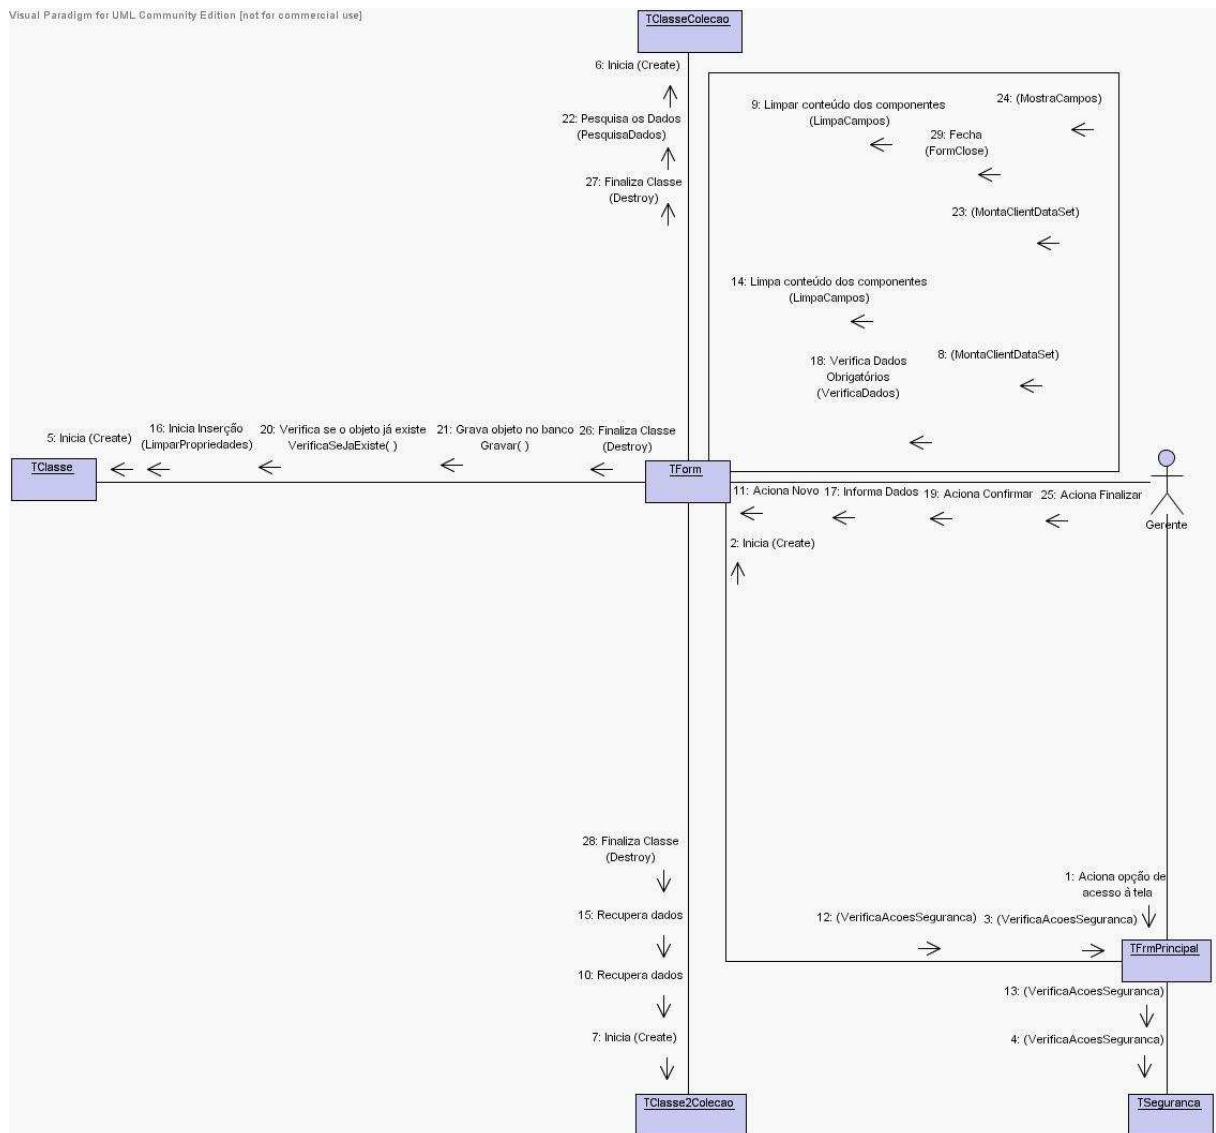 Visual Paradigm for UML Community Edition [not for commercial use]
TClasseColecao
6: Inicia (Create)
22: Pesquisa os Dados
(PesquisaDados)
27: Finaliza Classe
(Destroy)
9: Limpar conteúdo dos componentes
(LimpaCampos)
24: (MostraCampos)
29: Fecha
(FormClose)
23: (MontaClientDataSet)
14: Limpa conteúdo dos componentes
(LimpaCampos)
18: Verifica Dados
Obrigatórios
(VerificaDados)
8: (MontaClientDataSet)
5: Inicia (Create)
16: Inicia Inserção
(LimparPropriedades)
20: Verifica se o objeto já existe
VerificaSeJaExiste( )
21: Grava objeto no banco
Gravar( )
26: Finaliza Classe
(Destroy)
TClasse
TForm
11: Aciona Novo
17: Informa Dados
19: Aciona Confirmar
25: Aciona Finalizar
Gerente
2: Inicia (Create)
28: Finaliza Classe
(Destroy)
15: Recupera dados
10: Recupera dados
7: Inicia (Create)
1: Aciona opção de
acesso à tela
12: (VerificaAcoesSeguranca)
3: (VerificaAcoesSeguranca)
TFrmPrincipal
13: (VerificaAcoesSeguranca)
4: (VerificaAcoesSeguranca)
TClasse2Colecao
TSeguranca